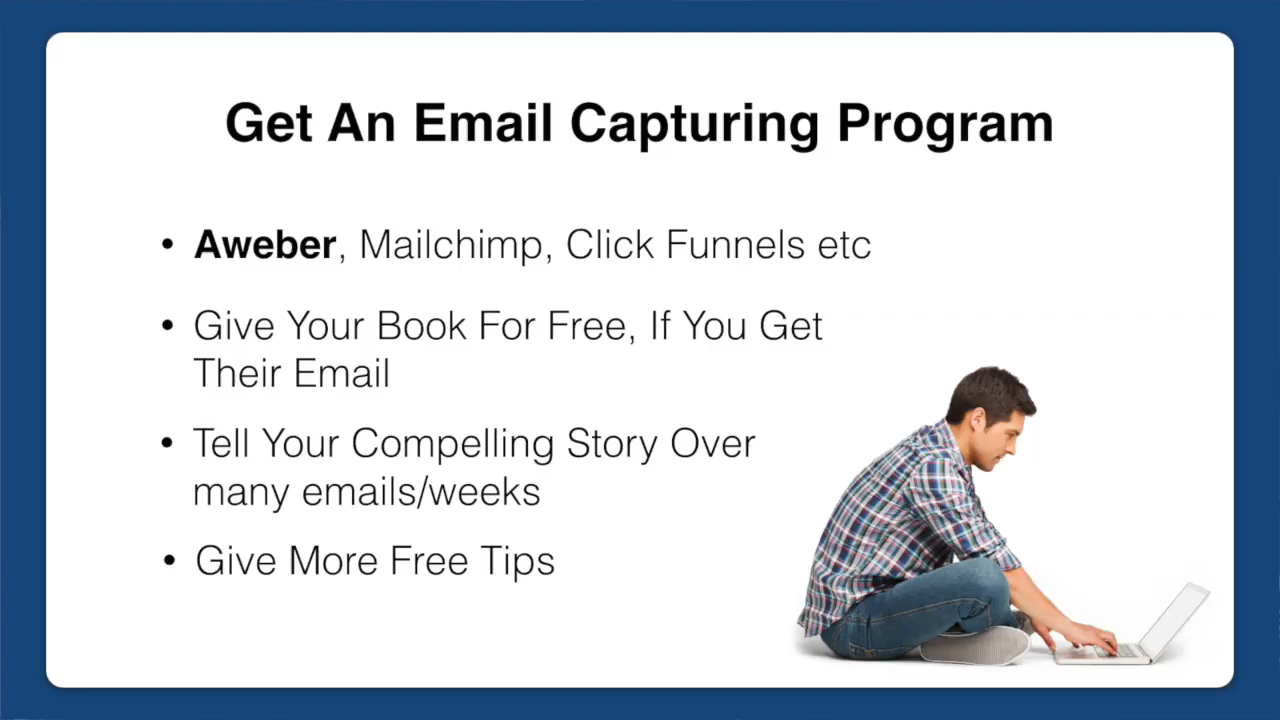 Get An Email Capturing Program
• Aweber, Mailchimp, Click Funnels etc
• Give Your Book For Free, If You Get
Their Email
• Tell Your Compelling Story Over
many emails/weeks
• Give More Free Tips